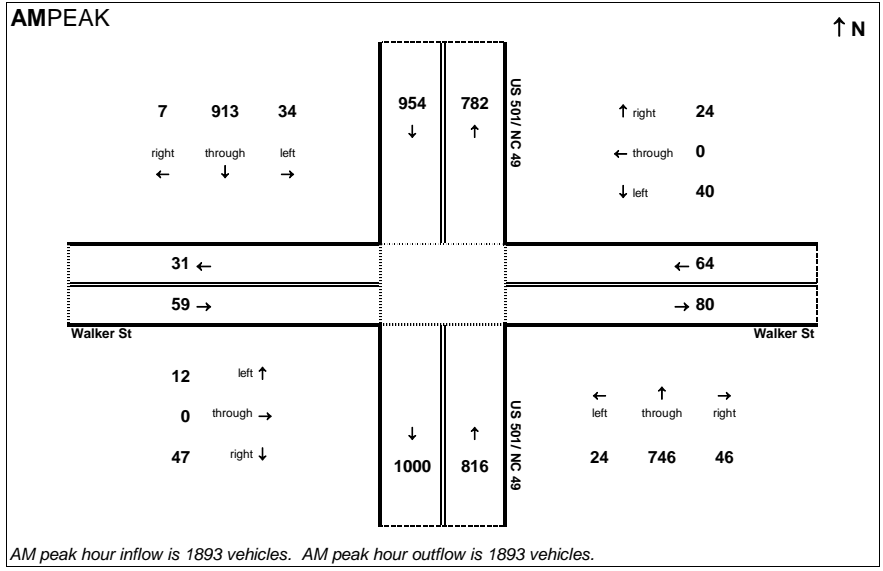 AMPEAK
↑ N
7 913 34
right through left
← ↓ →
954 782
↓ ↑
US 501/ NC 49
↑ right 24
← through 0
↓ left 40
31 ←
← 64
59 →
→ 80
Walker St
Walker St
12 left ↑
0 through →
47 right ↓
↓ ↑
1000 816
US 501/ NC 49
← ↑ →
left through right
24 746 46
AM peak hour inflow is 1893 vehicles. AM peak hour outflow is 1893 vehicles.